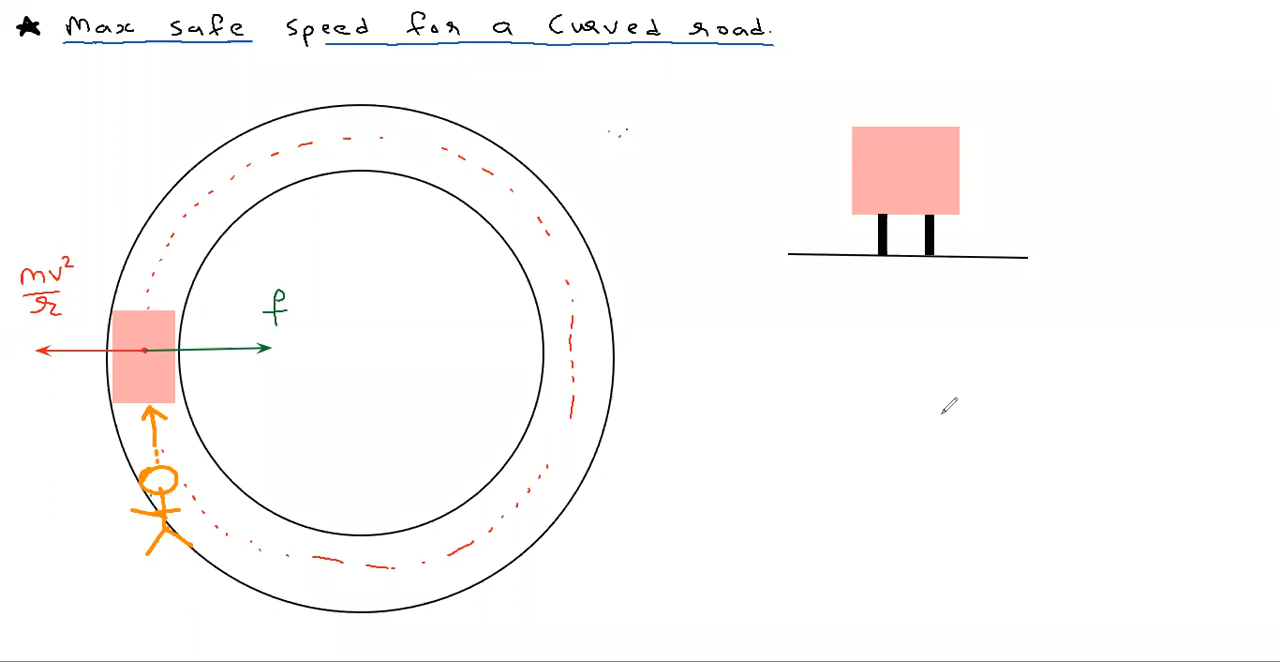 ★ Max safe speed for a Curved road.
mv²/r
f